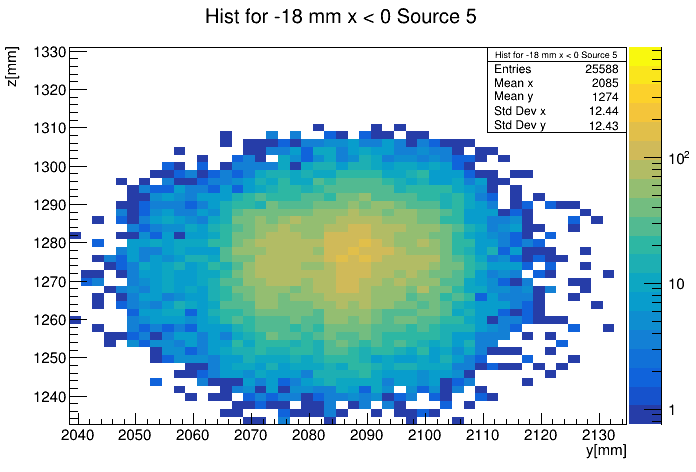 Hist for -18 mm x < 0 Source 5
z[mm]
1330
1320
1310
1300
1290
1280
1270
1260
1250
1240
2040 2050 2060 2070 2080 2090 2100 2110 2120 2130
y[mm]
Hist for -18 mm x < 0 Source 5
Entries 25588
Mean x 2085
Mean y 1274
Std Dev x 12.44
Std Dev y 12.43
10²
10
1